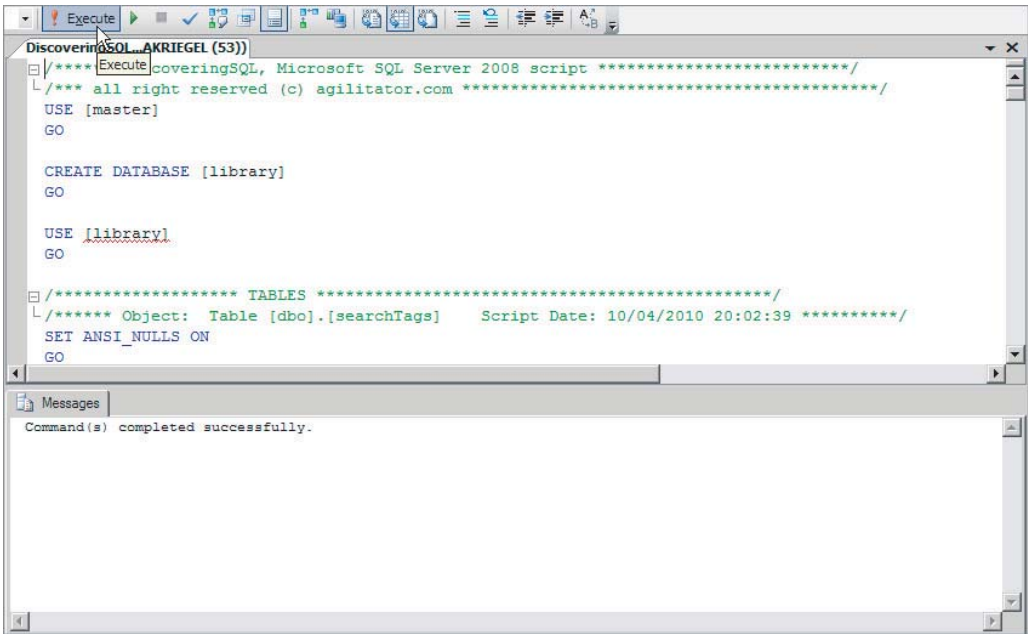 Execute
DiscoveringSQL...AKRIEGEL (53))
Execute
/***** coveringSQL, Microsoft SQL Server 2008 script **************************/
/*** all right reserved (c) agilitator.com *******************************************/
USE [master]
GO
CREATE DATABASE [library]
GO
USE [library]
GO
/******************* TABLES ***********************************************/
/****** Object: Table [dbo].[searchTags] Script Date: 10/04/2010 20:02:39 **********/
SET ANSI_NULLS ON
GO
Messages
Command(s) completed successfully.